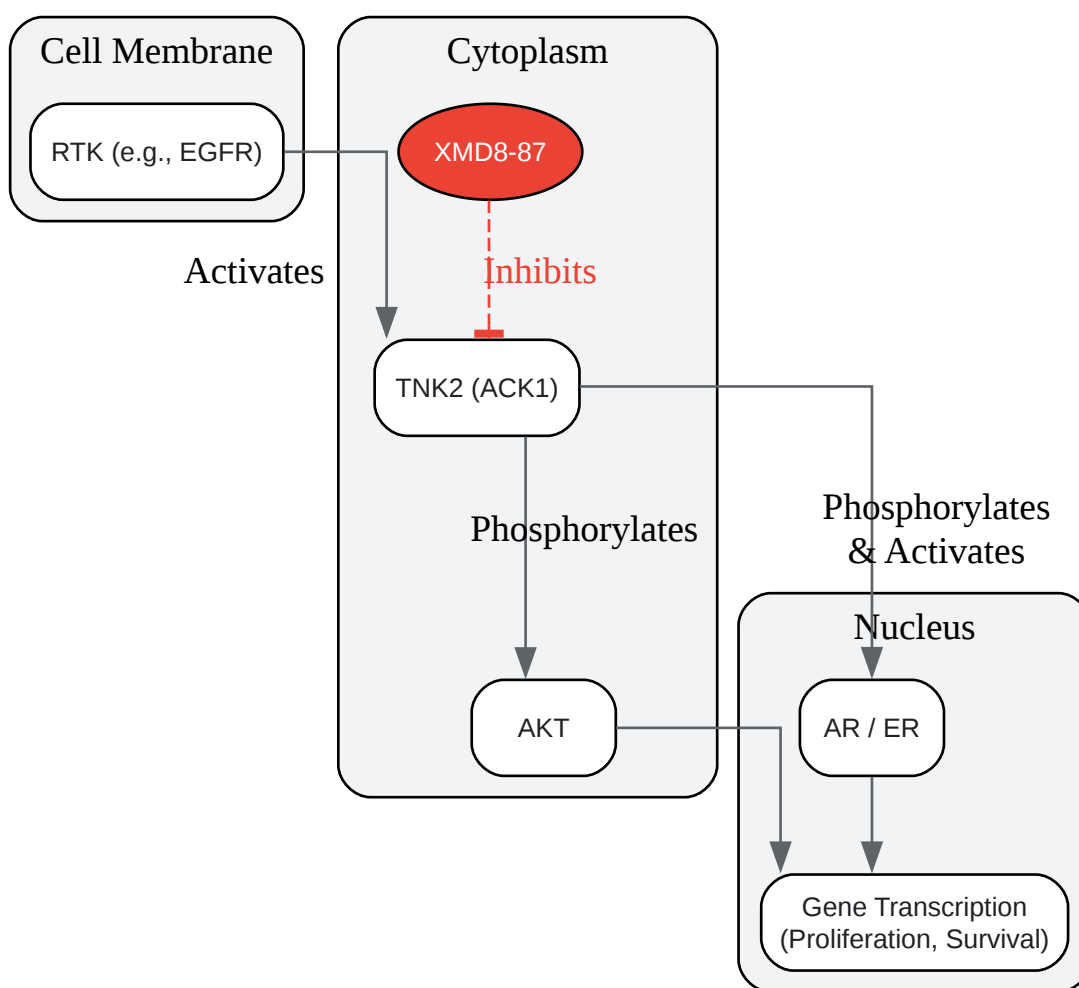 Cell Membrane
Cytoplasm
RTK (e.g., EGFR)
XMD8-87
Activates
Inhibits
TNK2 (ACK1)
Phosphorylates
Phosphorylates
& Activates
Nucleus
AKT
AR / ER
Gene Transcription
(Proliferation, Survival)